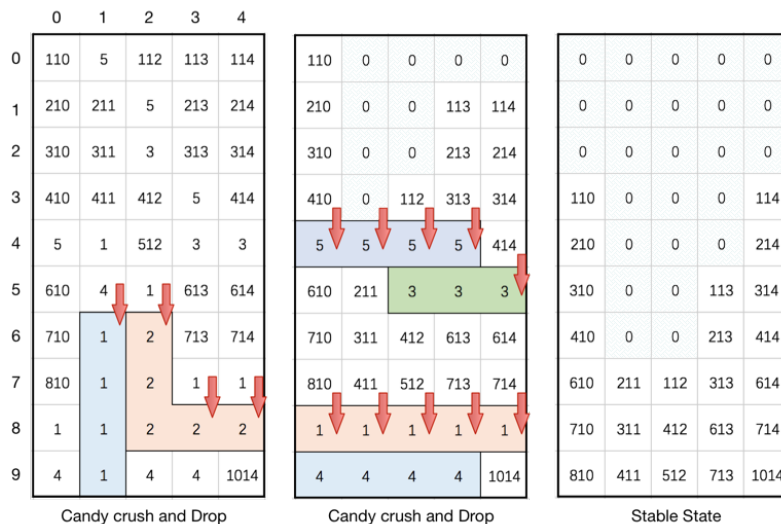 0 1 2 3 4
0 110 5 112 113 114 110 0 0 0 0 0 0 0 0 0
1 210 211 5 213 214 210 0 0 113 114 0 0 0 0 0
2 310 311 3 313 314 310 0 0 213 214 0 0 0 0 0
3 410 411 412 5 414 410 0 112 313 314 110 0 0 0 114
4 5 1 512 3 3 5 5 5 5 414 210 0 0 0 214
5 610 4 1 613 614 610 211 3 3 3 310 0 0 113 314
6 710 1 2 713 714 710 311 412 613 614 410 0 0 213 414
7 810 1 2 1 1 810 411 512 713 714 610 211 112 313 614
8 1 1 2 2 2 1 1 1 1 1 710 311 412 613 714
9 4 1 4 4 1014 4 4 4 4 1014 810 411 512 713 1014
Candy crush and Drop Candy crush and Drop Stable State